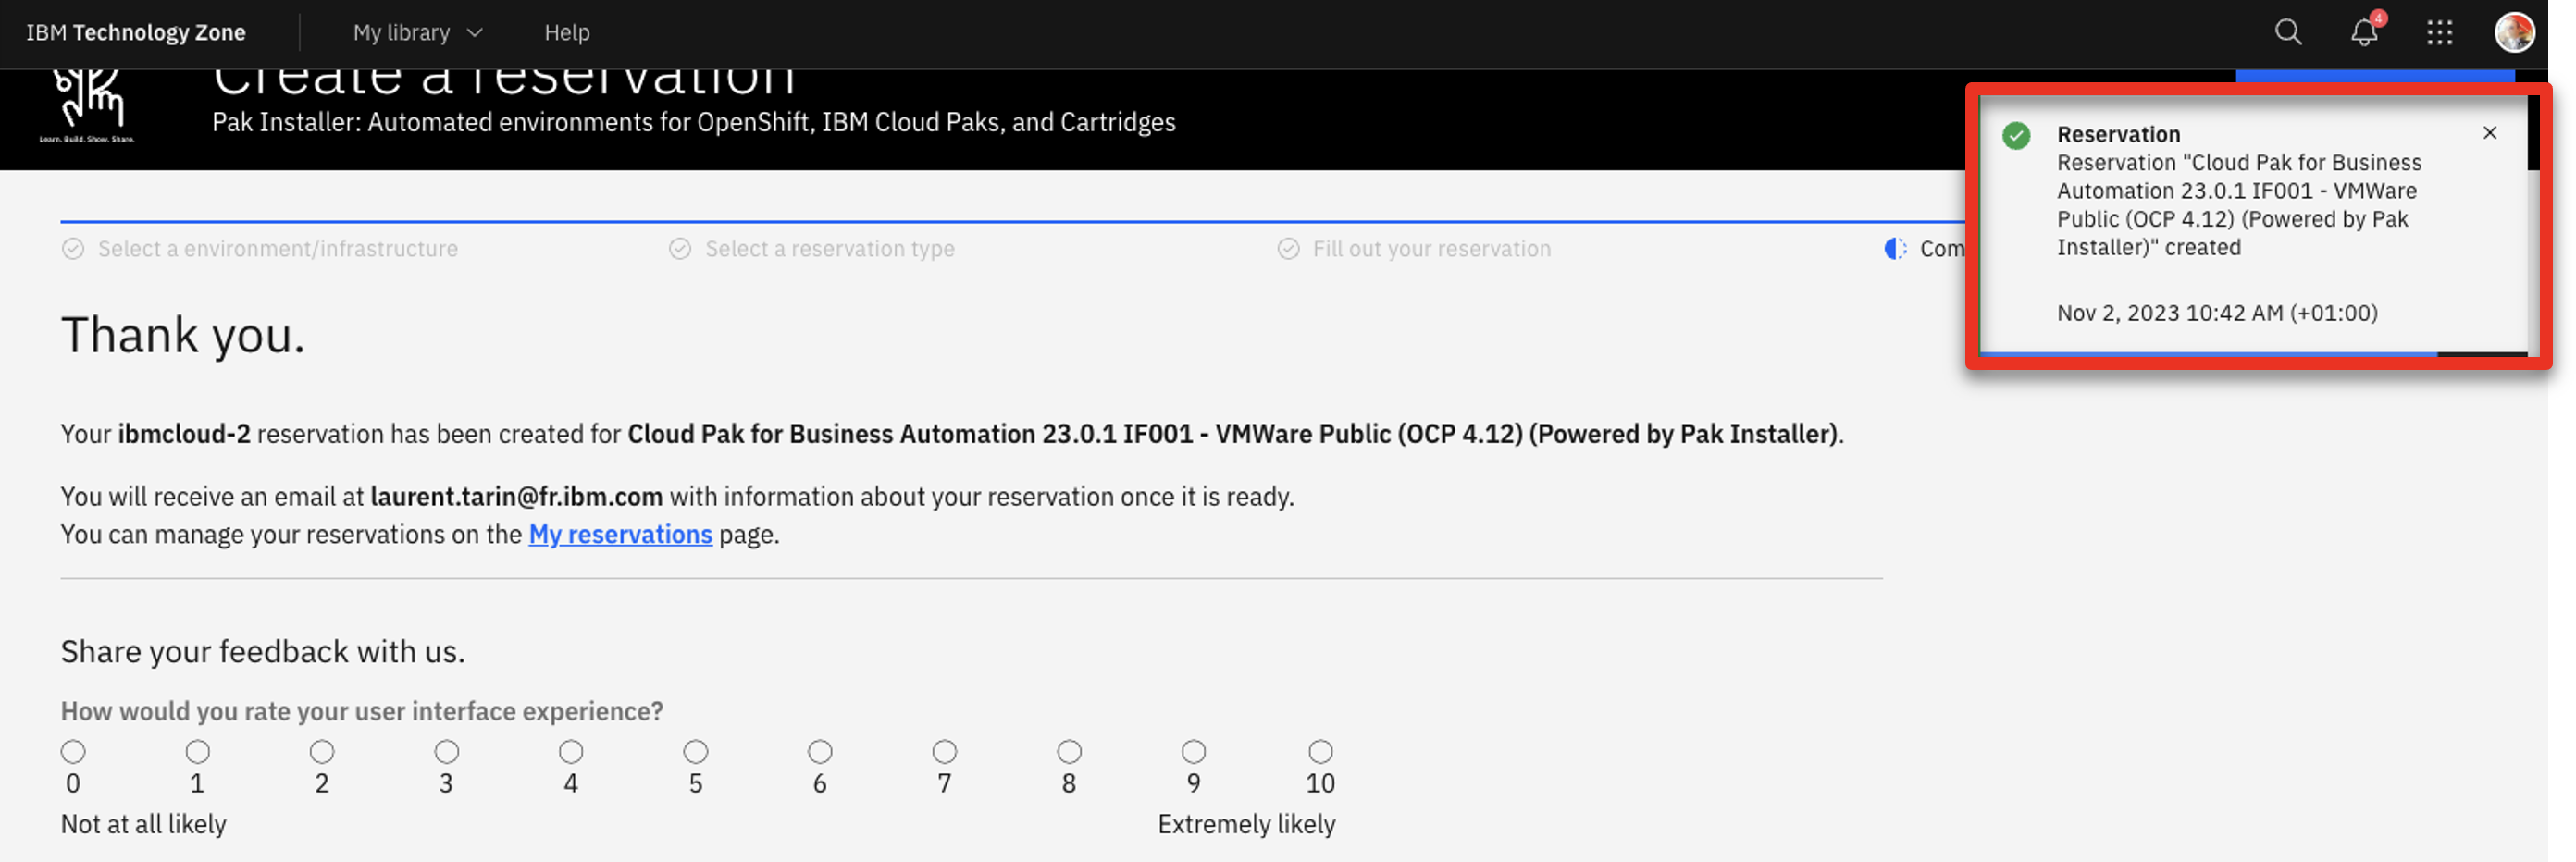 IBM Technology Zone
My library
Help
4
Create a reservation
Pak Installer: Automated environments for OpenShift, IBM Cloud Paks, and Cartridges
Learn. Build. Show. Share.
Reservation
Reservation "Cloud Pak for Business
Automation 23.0.1 IF001 - VMWare
Public (OCP 4.12) (Powered by Pak
Installer)" created
Nov 2, 2023 10:42 AM (+01:00)
Select a environment/infrastructure
Select a reservation type
Fill out your reservation
Com
Thank you.
Your ibmcloud-2 reservation has been created for Cloud Pak for Business Automation 23.0.1 IF001 - VMWare Public (OCP 4.12) (Powered by Pak Installer).
You will receive an email at laurent.tarin@fr.ibm.com with information about your reservation once it is ready.
You can manage your reservations on the My reservations page.
Share your feedback with us.
How would you rate your user interface experience?
0 1 2 3 4 5 6 7 8 9 10
Not at all likely Extremely likely